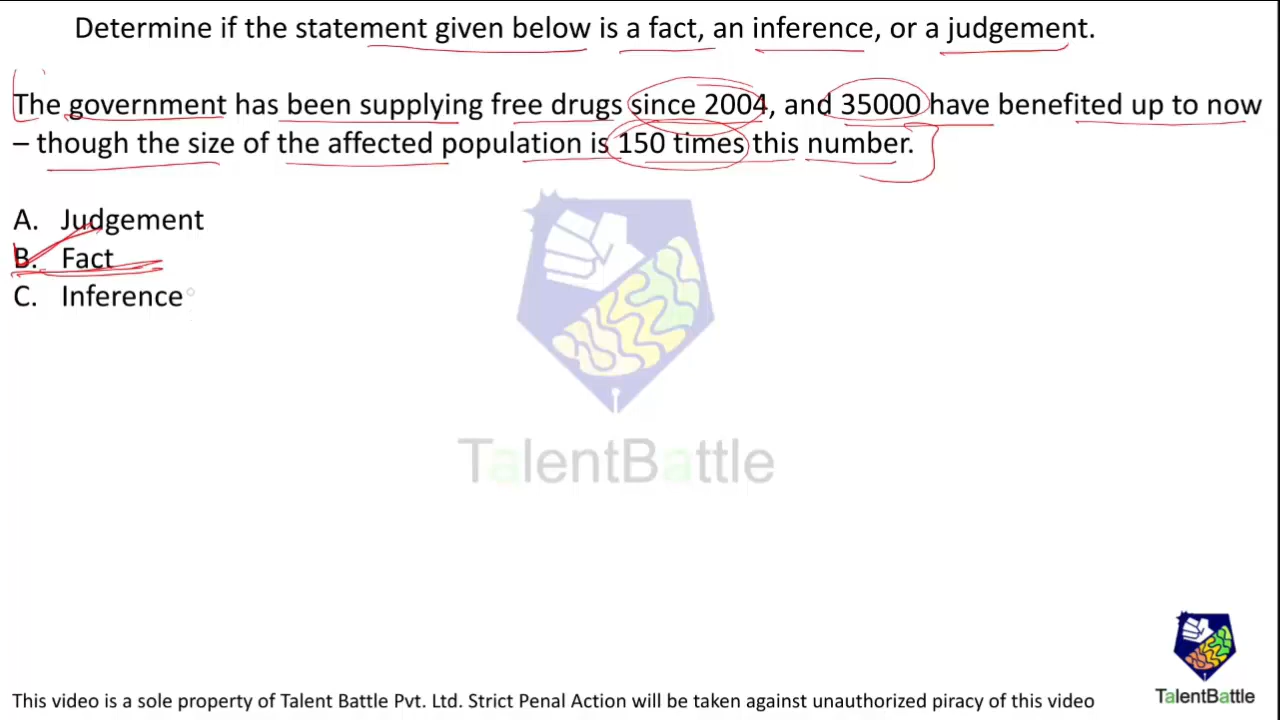 Determine if the statement given below is a fact, an inference, or a judgement.
The government has been supplying free drugs since 2004, and 35000 have benefited up to now
– though the size of the affected population is 150 times this number.
A. Judgement
B. Fact
C. Inference
TalentBattle
TalentBattle
This video is a sole property of Talent Battle Pvt. Ltd. Strict Penal Action will be taken against unauthorized piracy of this video